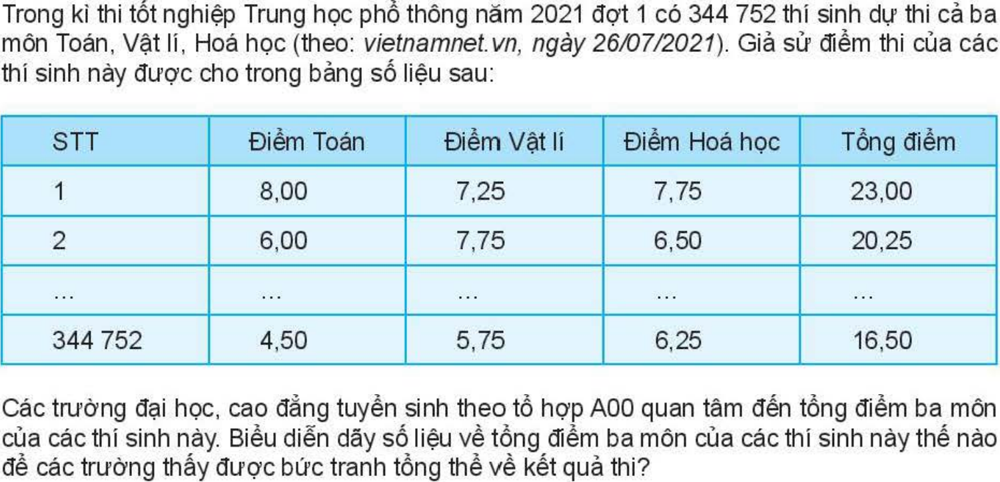 Trong kì thi tốt nghiệp Trung học phổ thông năm 2021 đợt 1 có 344 752 thí sinh dự thi cả ba
môn Toán, Vật lí, Hoá học (theo: vietnamnet.vn, ngày 26/07/2021). Giả sử điểm thi của các
thí sinh này được cho trong bảng số liệu sau:
STT Điểm Toán Điểm Vật lí Điểm Hoá học Tổng điểm
1 8,00 7,25 7,75 23,00
2 6,00 7,75 6,50 20,25
... ... ... ... ...
344 752 4,50 5,75 6,25 16,50
Các trường đại học, cao đẳng tuyển sinh theo tổ hợp A00 quan tâm đến tổng điểm ba môn
của các thí sinh này. Biểu diễn dãy số liệu về tổng điểm ba môn của các thí sinh này thế nào
để các trường thấy được bức tranh tổng thể về kết quả thi?